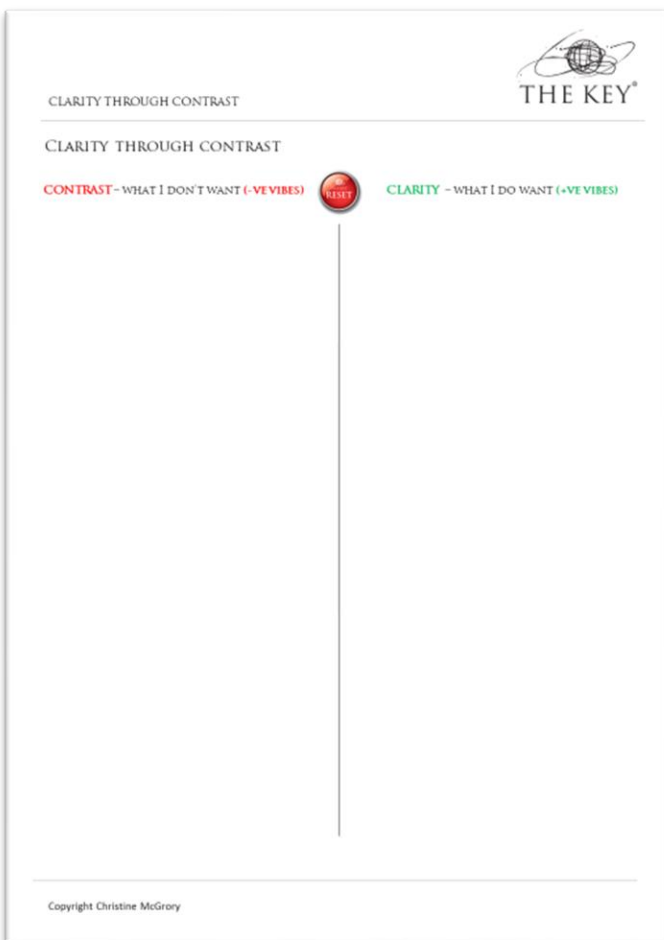 THE KEY®
CLARITY THROUGH CONTRAST
CLARITY THROUGH CONTRAST
CONTRAST – WHAT I DON'T WANT (-VE VIBES)
RESET
CLARITY – WHAT I DO WANT (+VE VIBES)
Copyright Christine McGrory